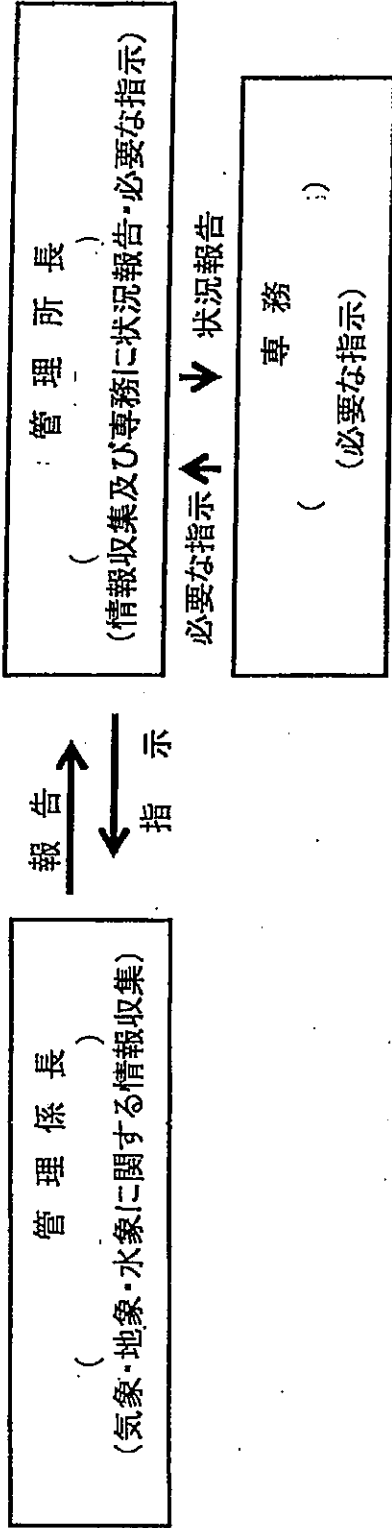 管理係長
(　　　　　)
(気象・地象・水象に関する情報収集)
報告
指示
管理所長
(　　　　　)
(情報収集及び専務に状況報告・必要な指示)
必要な指示
状況報告
専務
(　　　　　)
(必要な指示)